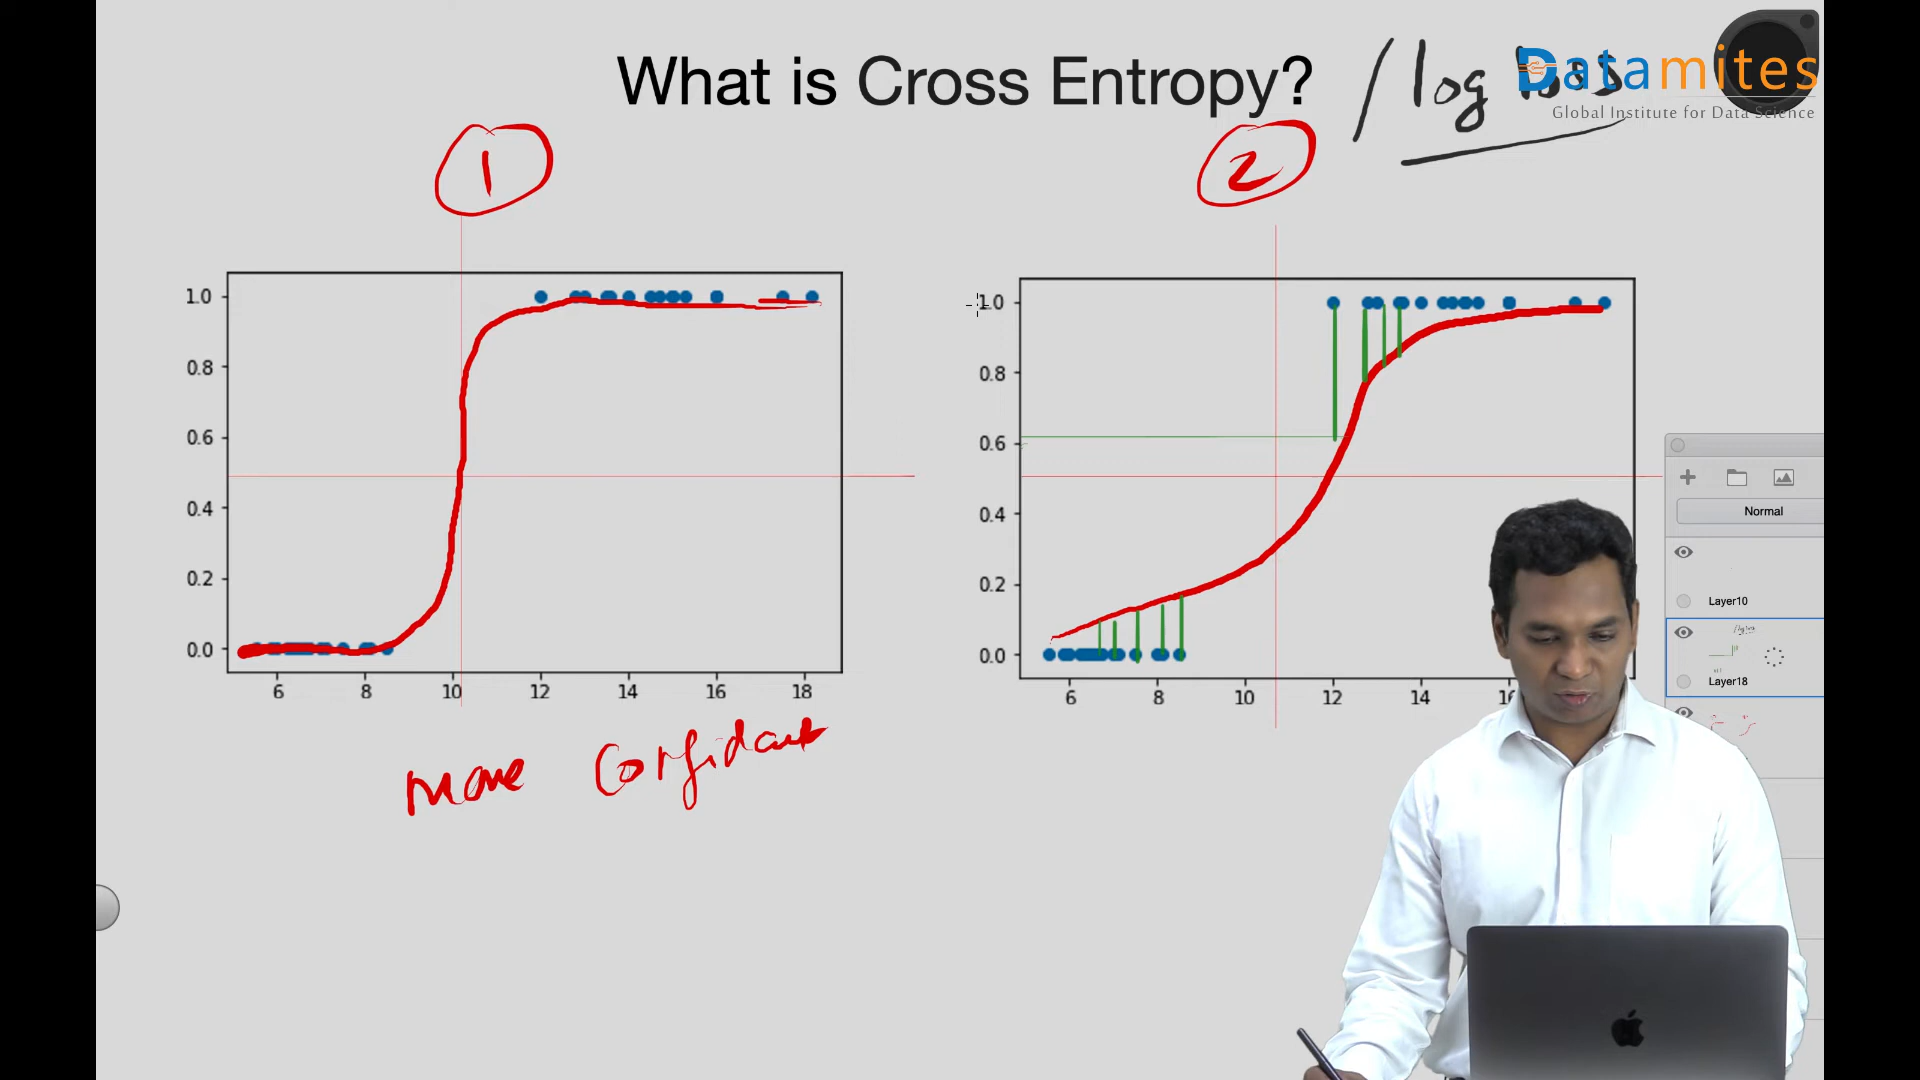 What is Cross Entropy? / log loss
Datamites
Global Institute for Data Science
1
2
1.0
0.8
0.6
0.4
0.2
0.0
6 8 10 12 14 16 18
More Confidant
1.0
0.8
0.6
0.4
0.2
0.0
6 8 10 12 14
Normal
Layer10
Layer18